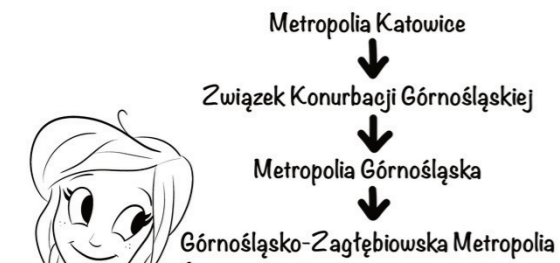 Metropolia Katowice
Związek Konurbacji Górnośląskiej
Metropolia Górnośląska
Górnośląsko-Zagłębiowska Metropolia